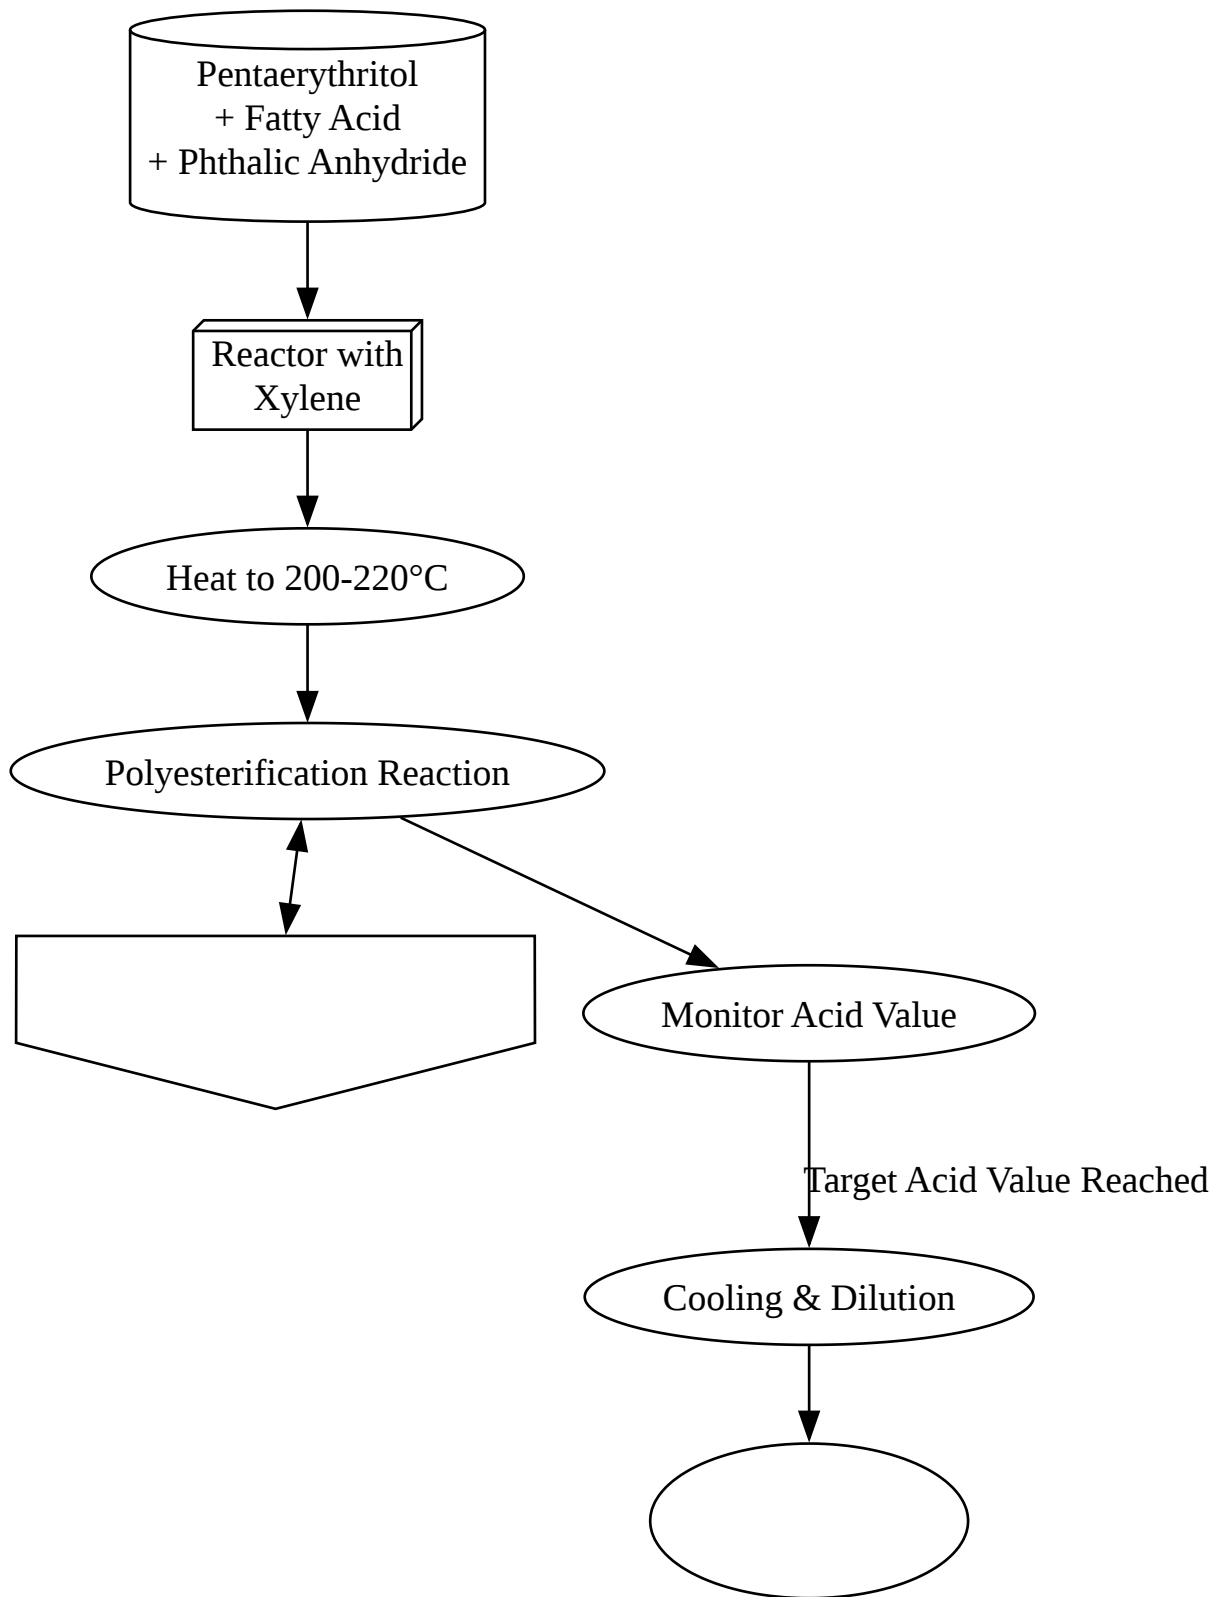 Pentaerythritol
+ Fatty Acid
+ Phthalic Anhydride
Reactor with
Xylene
Heat to 200-220°C
Polyesterification Reaction
Monitor Acid Value
Target Acid Value Reached
Cooling & Dilution